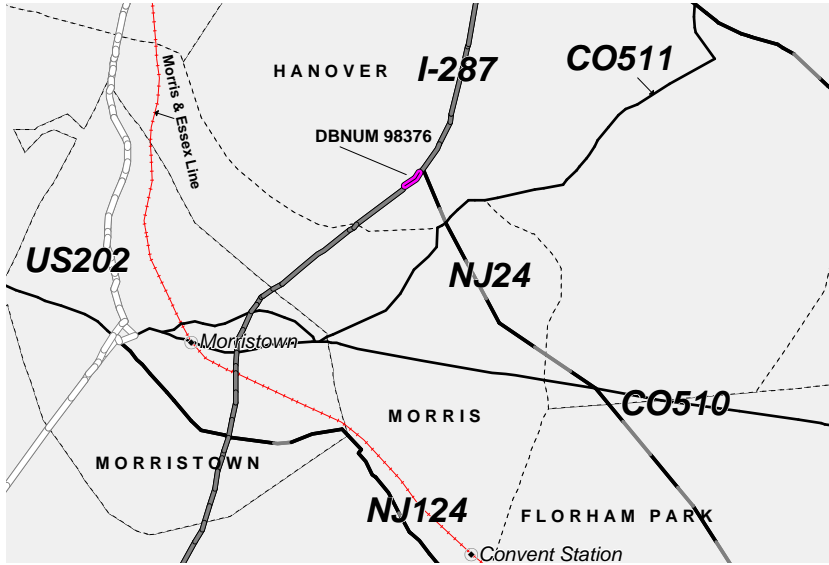 HANOVER
I-287
CO511
Morris & Essex Line
DBNUM 98376
US202
NJ24
Morristown
CO510
MORRIS
MORRISTOWN
NJ124
FLORHAM PARK
Convent Station